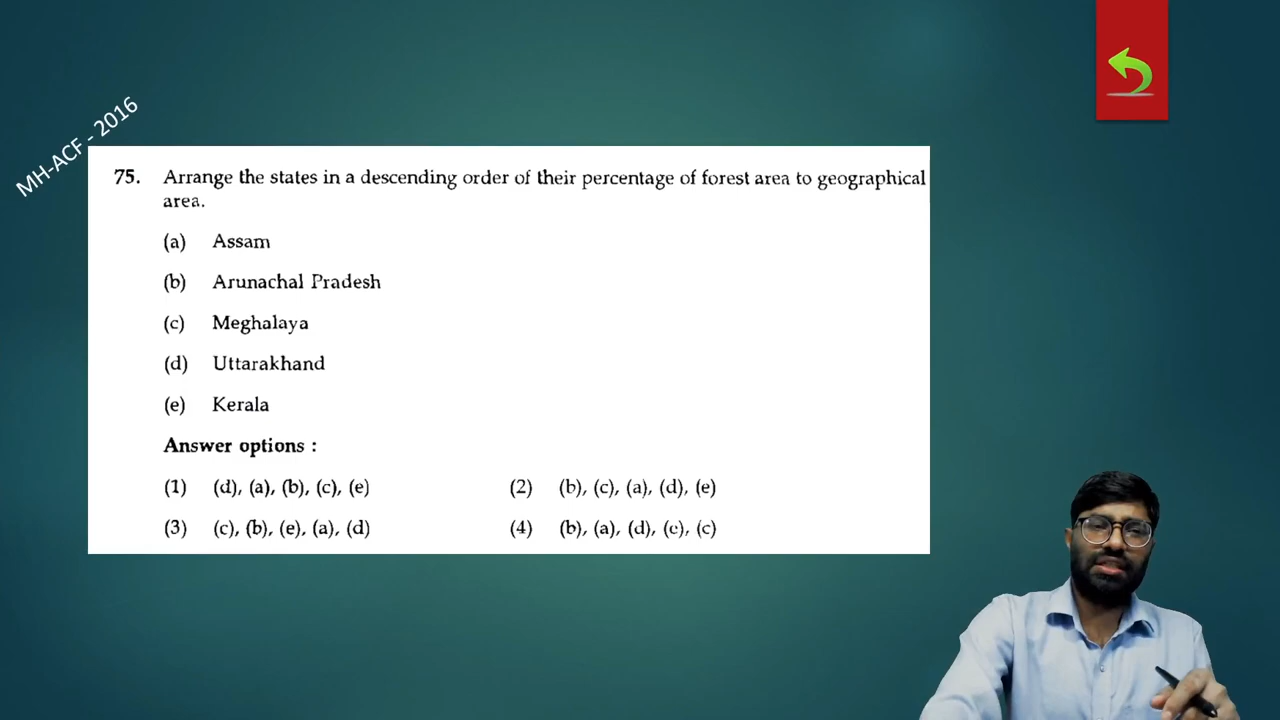 MH-ACF - 2016
75. Arrange the states in a descending order of their percentage of forest area to geographical
area.
(a) Assam
(b) Arunachal Pradesh
(c) Meghalaya
(d) Uttarakhand
(e) Kerala
Answer options :
(1) (d), (a), (b), (c), (e) (2) (b), (c), (a), (d), (e)
(3) (c), (b), (e), (a), (d) (4) (b), (a), (d), (e), (c)